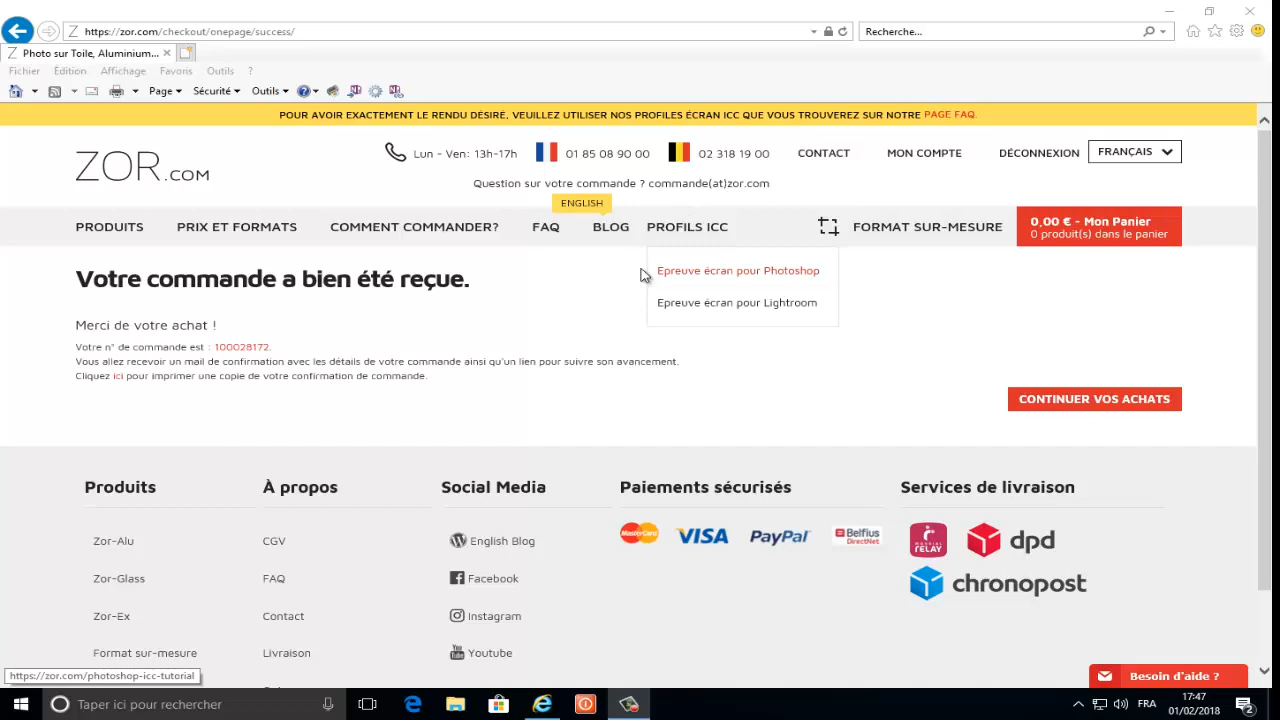 https://zor.com/checkout/onepage/success/
Recherche...
Photo sur Toile, Aluminium...
Fichier Édition Affichage Favoris Outils ?
Page Sécurité Outils
POUR AVOIR EXACTEMENT LE RENDU DÉSIRÉ, VEUILLEZ UTILISER NOS PROFILES ÉCRAN ICC QUE VOUS TROUVEREZ SUR NOTRE PAGE FAQ.
ZOR.COM
Lun - Ven: 13h-17h 01 85 08 90 00 02 318 19 00 CONTACT MON COMPTE DÉCONNEXION FRANÇAIS
Question sur votre commande ? commande(at)zor.com
ENGLISH
PRODUITS PRIX ET FORMATS COMMENT COMMANDER? FAQ BLOG PROFILS ICC FORMAT SUR-MESURE
0,00 € - Mon Panier
0 produit(s) dans le panier
Epreuve écran pour Photoshop
Epreuve écran pour Lightroom
Votre commande a bien été reçue.
Merci de votre achat !
Votre n° de commande est : 100028172.
Vous allez recevoir un mail de confirmation avec les détails de votre commande ainsi qu'un lien pour suivre son avancement.
Cliquez ici pour imprimer une copie de votre confirmation de commande.
CONTINUER VOS ACHATS
Produits À propos Social Media Paiements sécurisés Services de livraison
Zor-Alu CGV English Blog
MasterCard VISA PayPal Belfius DirectNet
RELAY dpd
Zor-Glass FAQ Facebook
chronopost
Zor-Ex Contact Instagram
Format sur-mesure Livraison Youtube
https://zor.com/photoshop-icc-tutorial
Besoin d'aide ?
Taper ici pour rechercher
FRA
17:47
01/02/2018
2